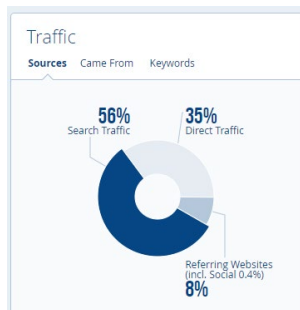 Traffic
Sources Came From Keywords
56% 35%
Search Traffic Direct Traffic
Referring Websites
(incl. Social 0.4%)
8%